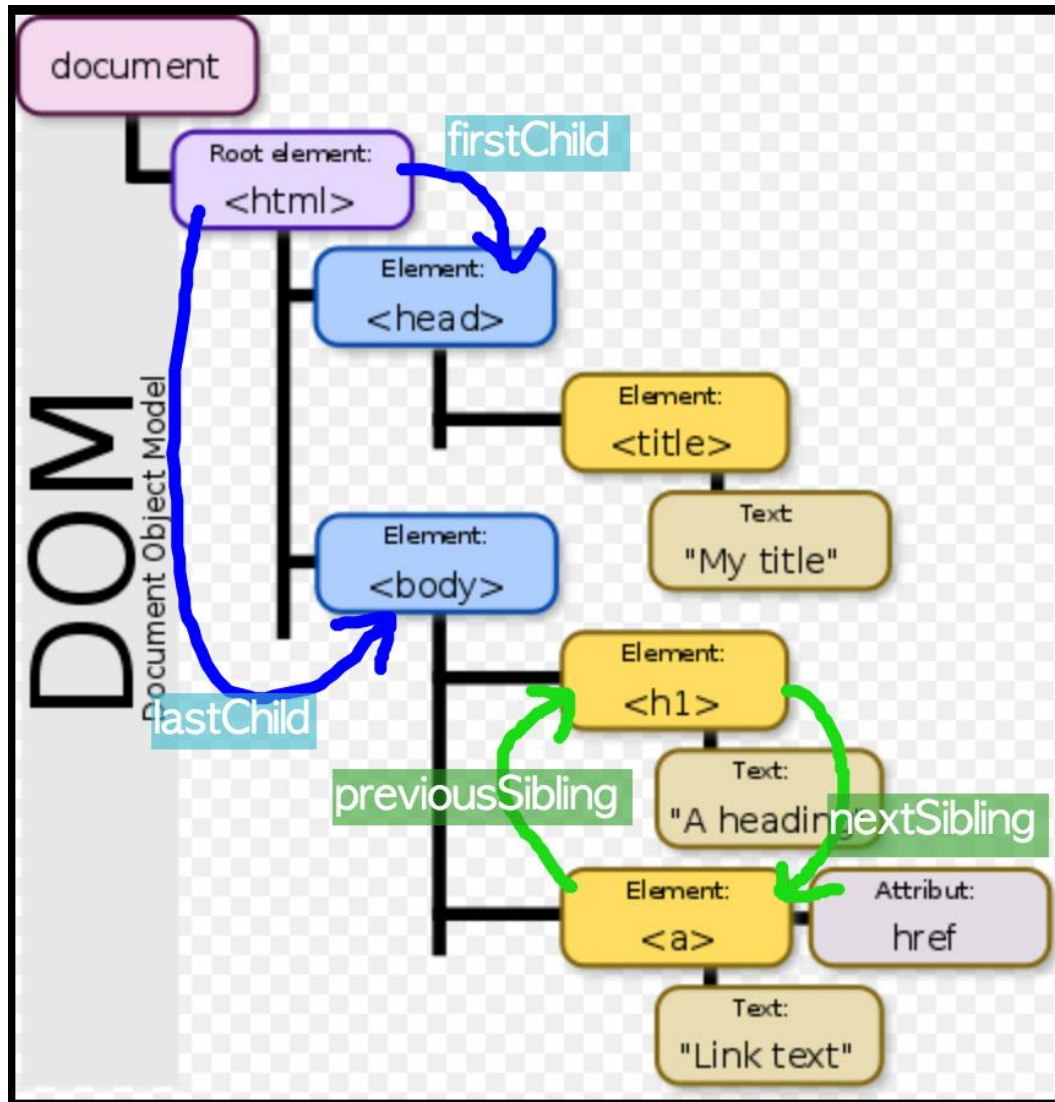 document
Root element:
<html>
firstChild
Element:
<head>
Element:
<title>
Text
"My title"
DOM
Document Object Model
Element:
<body>
lastChild
Element:
<h1>
Text:
"A heading"
previousSibling
nextSibling
Element:
<a>
Attribut:
href
Text:
"Link text"